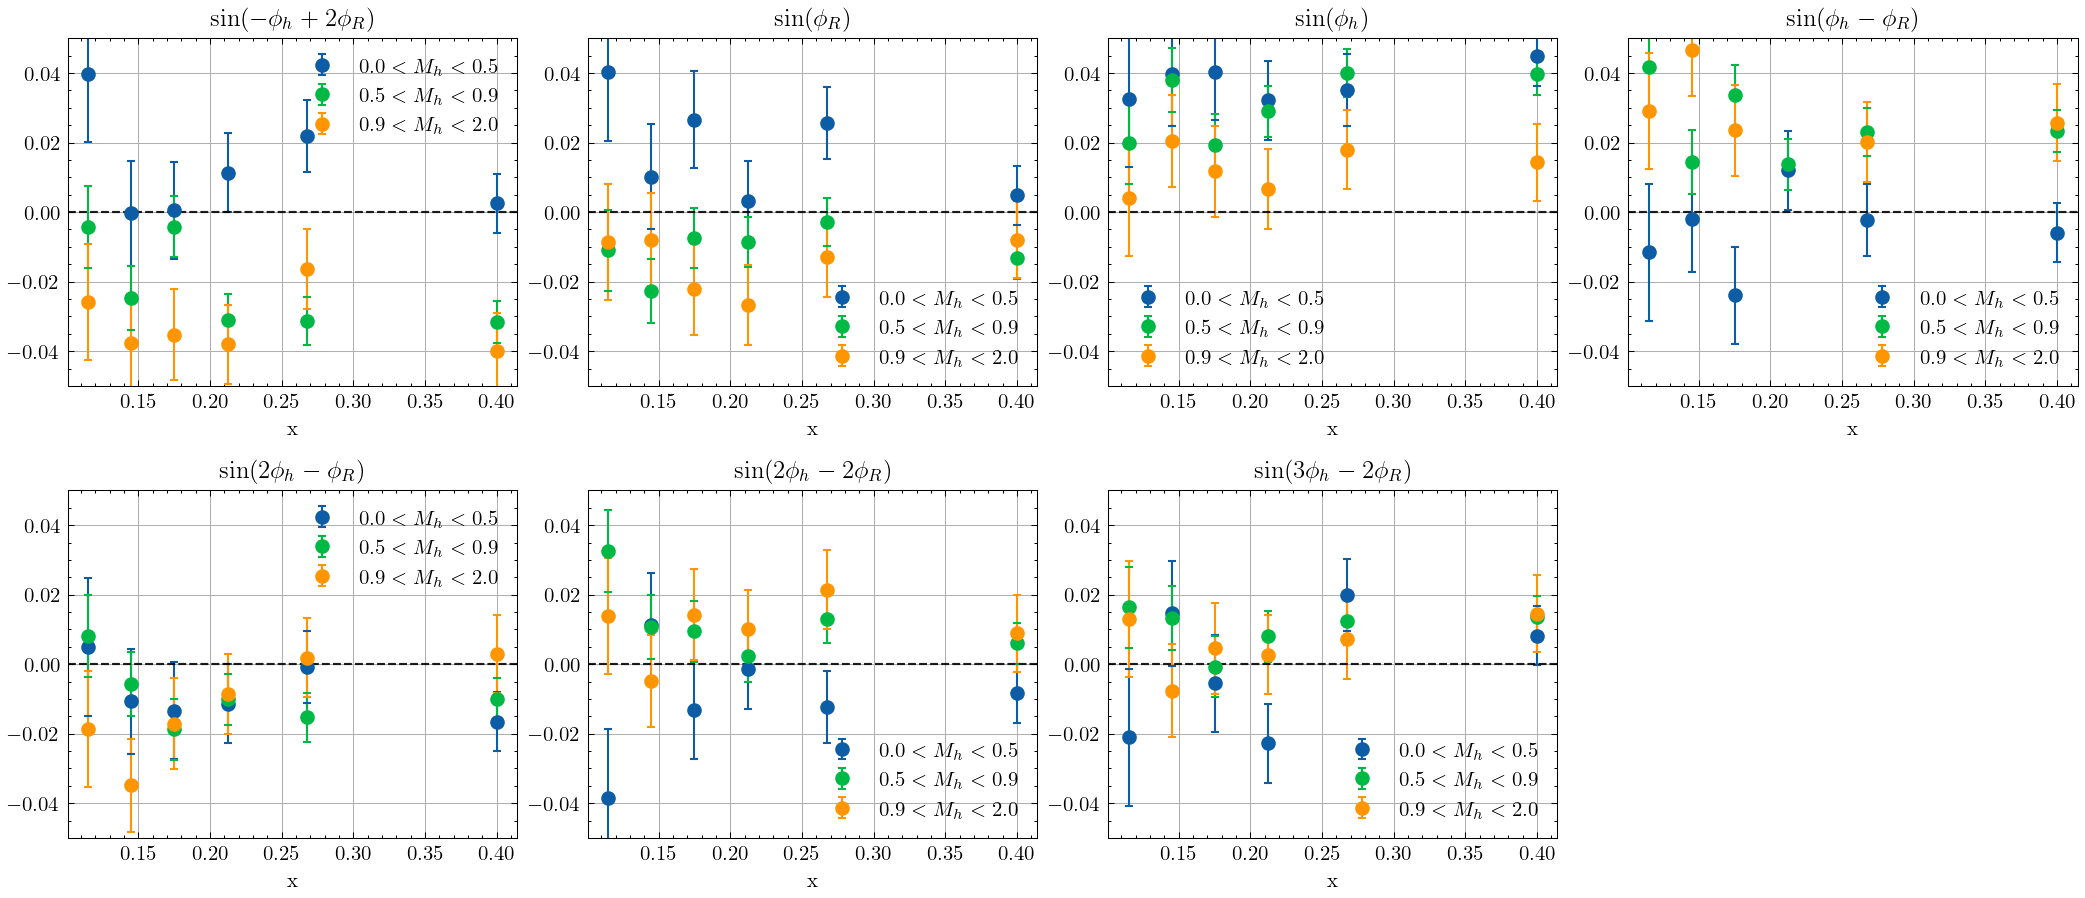 sin(−ϕ_h + 2ϕ_R)
0.04
0.02
0.00
−0.02
−0.04
0.0 < M_h < 0.5
0.5 < M_h < 0.9
0.9 < M_h < 2.0
0.15 0.20 0.25 0.30 0.35 0.40
x
sin(ϕ_R)
0.04
0.02
0.00
−0.02
−0.04
0.0 < M_h < 0.5
0.5 < M_h < 0.9
0.9 < M_h < 2.0
0.15 0.20 0.25 0.30 0.35 0.40
x
sin(ϕ_h)
0.04
0.02
0.00
−0.02
−0.04
0.0 < M_h < 0.5
0.5 < M_h < 0.9
0.9 < M_h < 2.0
0.15 0.20 0.25 0.30 0.35 0.40
x
sin(ϕ_h − ϕ_R)
0.04
0.02
0.00
−0.02
−0.04
0.0 < M_h < 0.5
0.5 < M_h < 0.9
0.9 < M_h < 2.0
0.15 0.20 0.25 0.30 0.35 0.40
x
sin(2ϕ_h − ϕ_R)
0.04
0.02
0.00
−0.02
−0.04
0.0 < M_h < 0.5
0.5 < M_h < 0.9
0.9 < M_h < 2.0
0.15 0.20 0.25 0.30 0.35 0.40
x
sin(2ϕ_h − 2ϕ_R)
0.04
0.02
0.00
−0.02
−0.04
0.0 < M_h < 0.5
0.5 < M_h < 0.9
0.9 < M_h < 2.0
0.15 0.20 0.25 0.30 0.35 0.40
x
sin(3ϕ_h − 2ϕ_R)
0.04
0.02
0.00
−0.02
−0.04
0.0 < M_h < 0.5
0.5 < M_h < 0.9
0.9 < M_h < 2.0
0.15 0.20 0.25 0.30 0.35 0.40
x